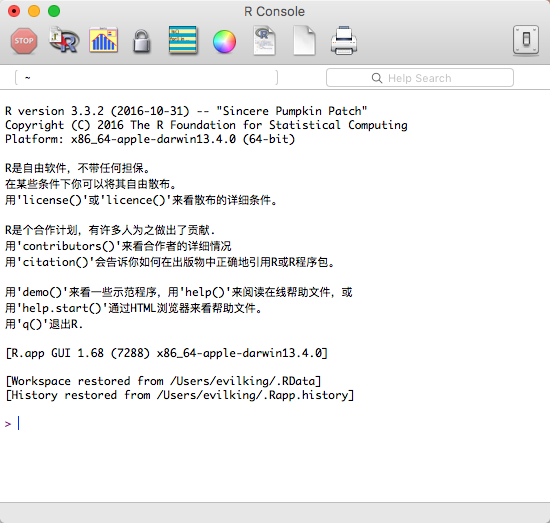 R Console
STOP
~
Help Search
R version 3.3.2 (2016-10-31) -- "Sincere Pumpkin Patch"
Copyright (C) 2016 The R Foundation for Statistical Computing
Platform: x86_64-apple-darwin13.4.0 (64-bit)
R是自由软件，不带任何担保。
在某些条件下你可以将其自由散布。
用'license()'或'licence()'来看散布的详细条件。
R是个合作计划，有许多人为之做出了贡献.
用'contributors()'来看合作者的详细情况
用'citation()'会告诉你如何在出版物中正确地引用R或R程序包。
用'demo()'来看一些示范程序，用'help()'来阅读在线帮助文件，或
用'help.start()'通过HTML浏览器来看帮助文件。
用'q()'退出R.
[R.app GUI 1.68 (7288) x86_64-apple-darwin13.4.0]
[Workspace restored from /Users/evilking/.RData]
[History restored from /Users/evilking/.Rapp.history]
>